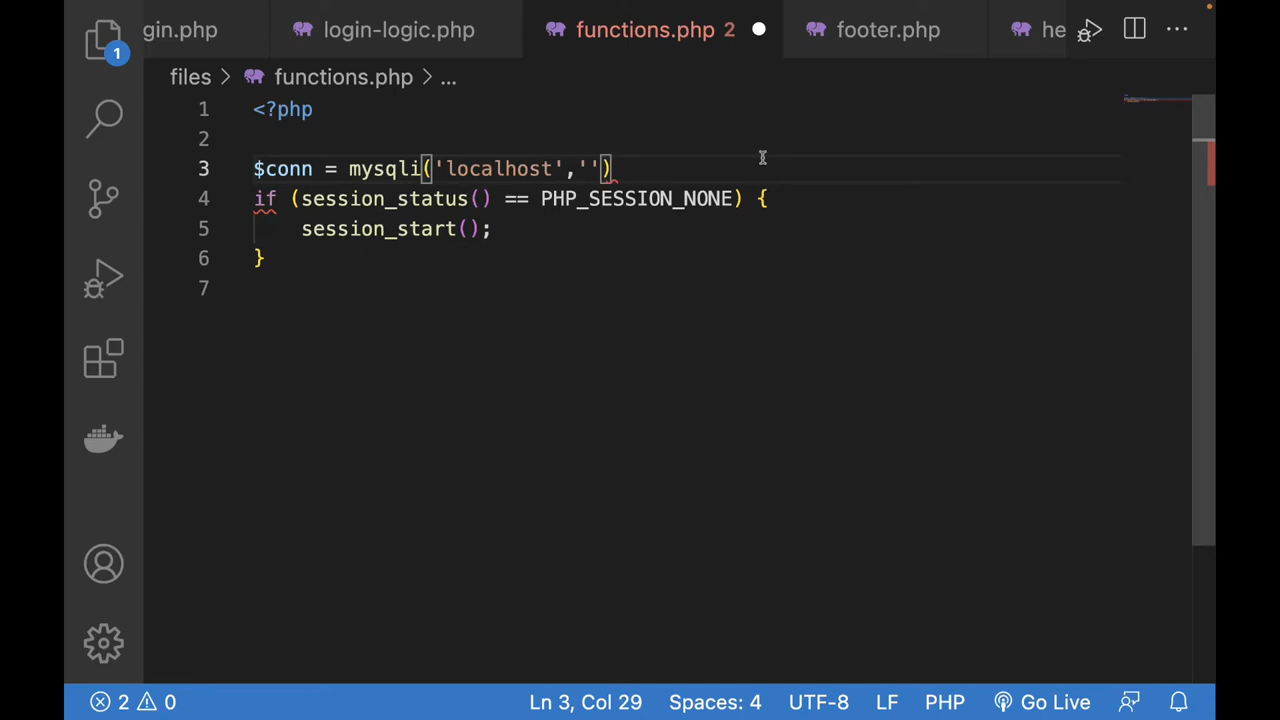 gin.php login-logic.php functions.php 2 footer.php he
1
files > functions.php > ...
1 <?php
2
3 $conn = mysqli('localhost','')
4 if (session_status() == PHP_SESSION_NONE) {
5 session_start();
6 }
7
2 0 Ln 3, Col 29 Spaces: 4 UTF-8 LF PHP Go Live